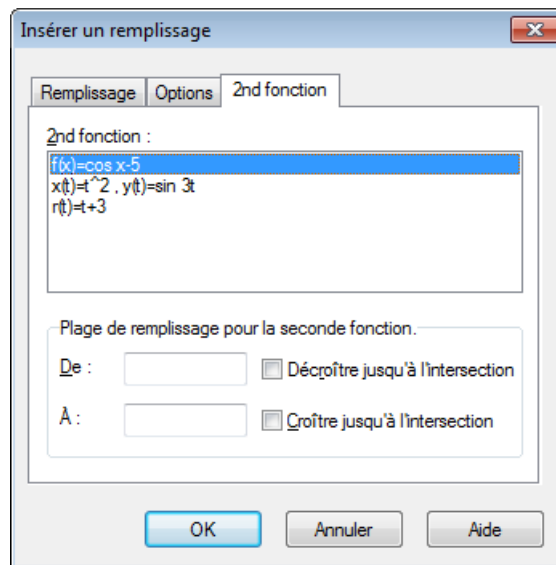 Insérer un remplissage
Remplissage Options 2nd fonction
2nd fonction :
f(x)=cos x-5
x(t)=t^2 , y(t)=sin 3t
r(t)=t+3
Plage de remplissage pour la seconde fonction.
De : Décroître jusqu'à l'intersection
À : Croître jusqu'à l'intersection
OK Annuler Aide